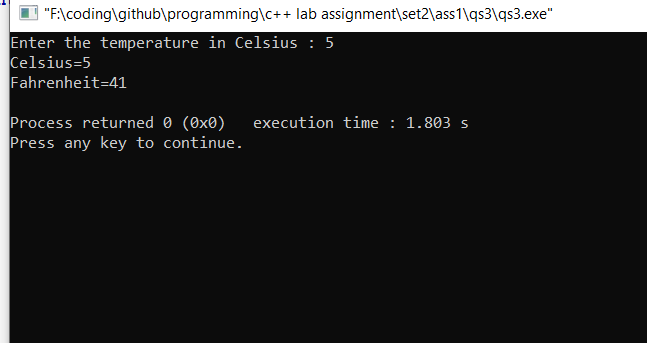 "F:\coding\github\programming\c++ lab assignment\set2\ass1\qs3\qs3.exe"
Enter the temperature in Celsius : 5
Celsius=5
Fahrenheit=41
Process returned 0 (0x0)   execution time : 1.803 s
Press any key to continue.